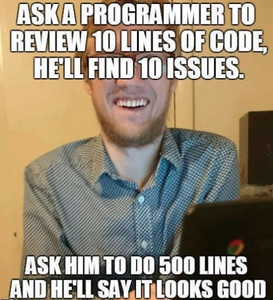 ASK A PROGRAMMER TO
REVIEW 10 LINES OF CODE,
HE'LL FIND 10 ISSUES.
ASK HIM TO DO 500 LINES
AND HE'LL SAY IT LOOKS GOOD